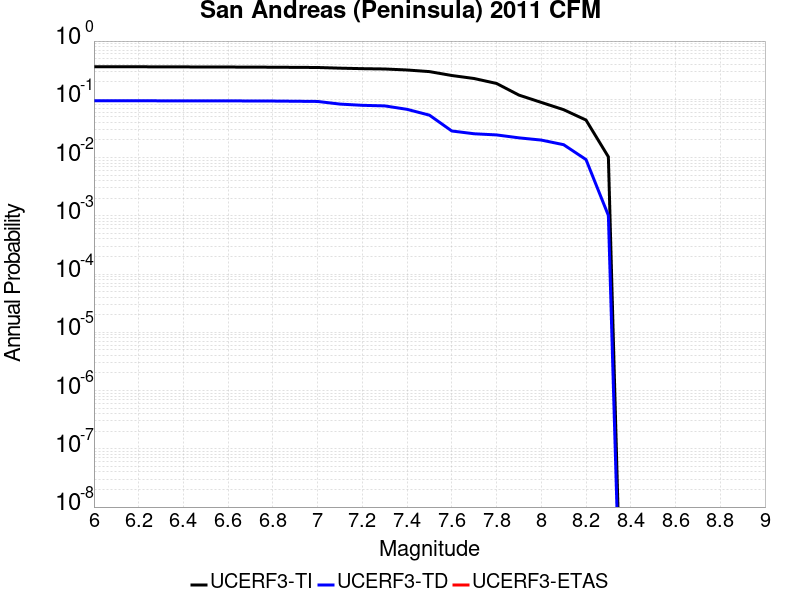 San Andreas (Peninsula) 2011 CFM
Annual Probability
10^0
10^-1
10^-2
10^-3
10^-4
10^-5
10^-6
10^-7
10^-8
6 6.2 6.4 6.6 6.8 7 7.2 7.4 7.6 7.8 8 8.2 8.4 8.6 8.8 9
Magnitude
UCERF3-TI UCERF3-TD UCERF3-ETAS